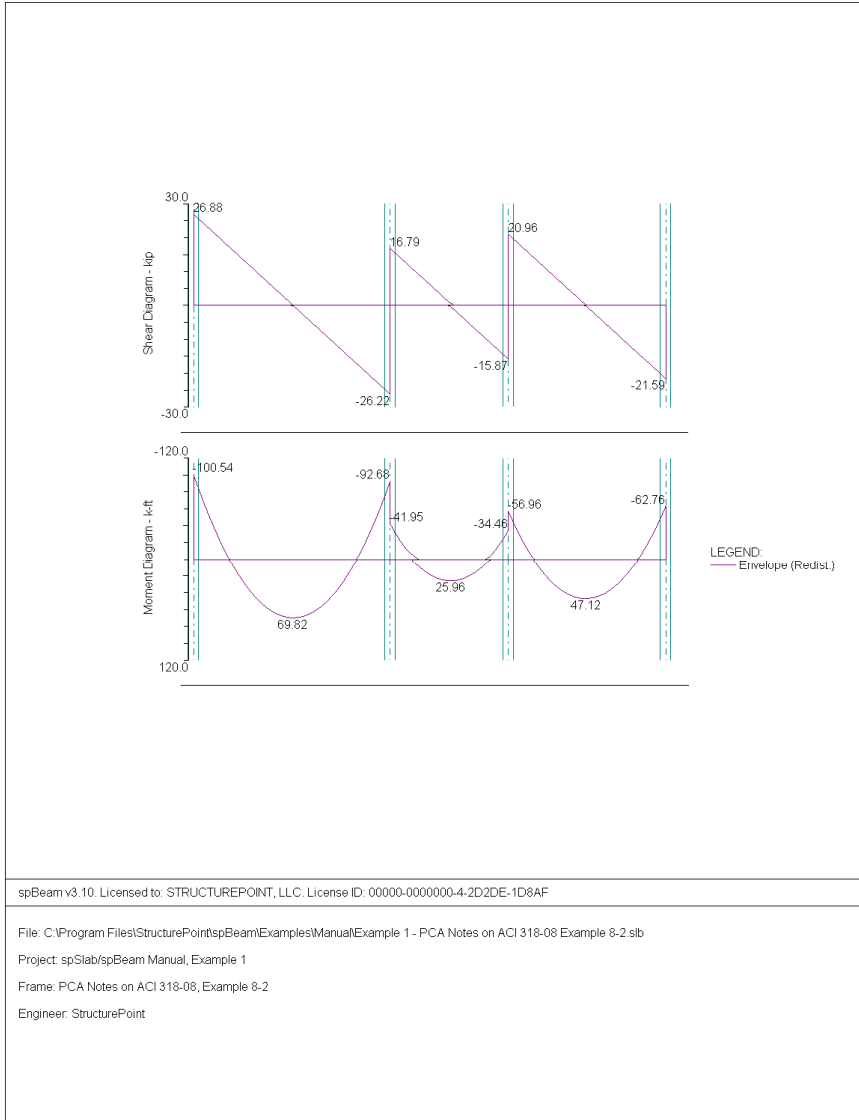 30.0
26.88
16.79
20.96
Shear Diagram - kip
-15.87
-26.22
-21.59
-30.0
-120.0
-100.54
-92.68
-62.76
-56.96
-41.95
-34.46
Moment Diagram - k-ft
LEGEND:
Envelope (Redist.)
25.96
47.12
69.82
120.0
spBeam v3.10. Licensed to: STRUCTUREPOINT, LLC. License ID: 00000-0000000-4-2D2DE-1D8AF
File: C:\Program Files\StructurePoint\spBeam\Examples\Manual\Example 1 - PCA Notes on ACI 318-08 Example 8-2.slb
Project: spSlab/spBeam Manual, Example 1
Frame: PCA Notes on ACI 318-08, Example 8-2
Engineer: StructurePoint